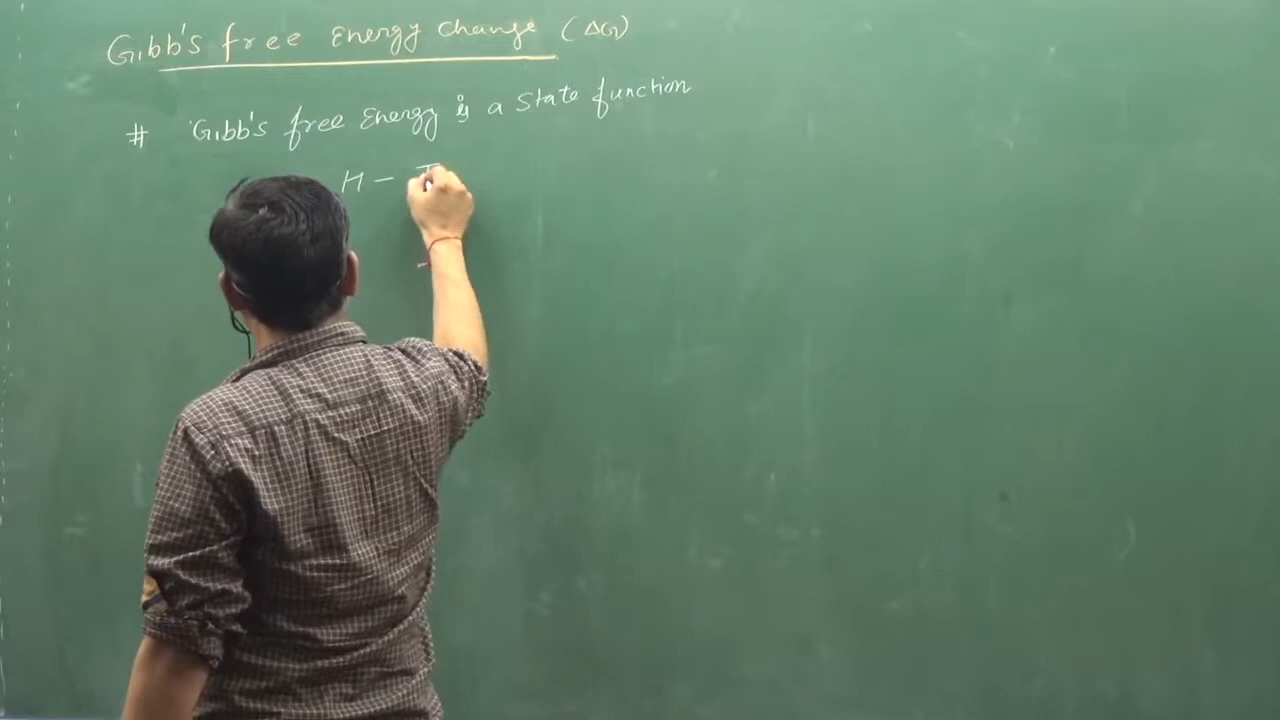 Gibb's free Energy Change (ΔG)
# Gibb's free Energy is a State function
H - T